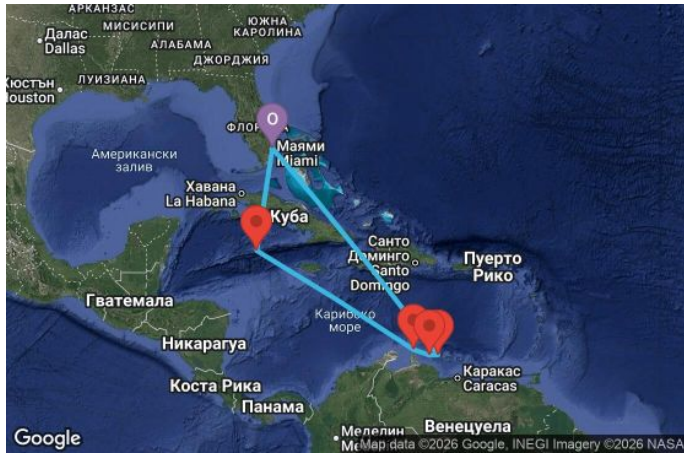 АРКАНЗАС
МИСИСИПИ
ЮЖНА
КАРОЛИНА
Далас
Dallas
АЛАБАМА
ДЖОРДЖИЯ
ЛУИЗИАНА
Хюстън
Houston
O
ФЛОРИДА
Маями
Miami
Американски
залив
Хавана
La Habana
Куба
Санто
Доминго
Santo
Domingo
Пуерто
Рико
Гватемала
Карибско
море
Никарагуа
Каракас
Caracas
Коста Рика
Панама
Меделин
Венецуела
Google
Map data ©2026 Google, INEGI Imagery ©2026 NASA